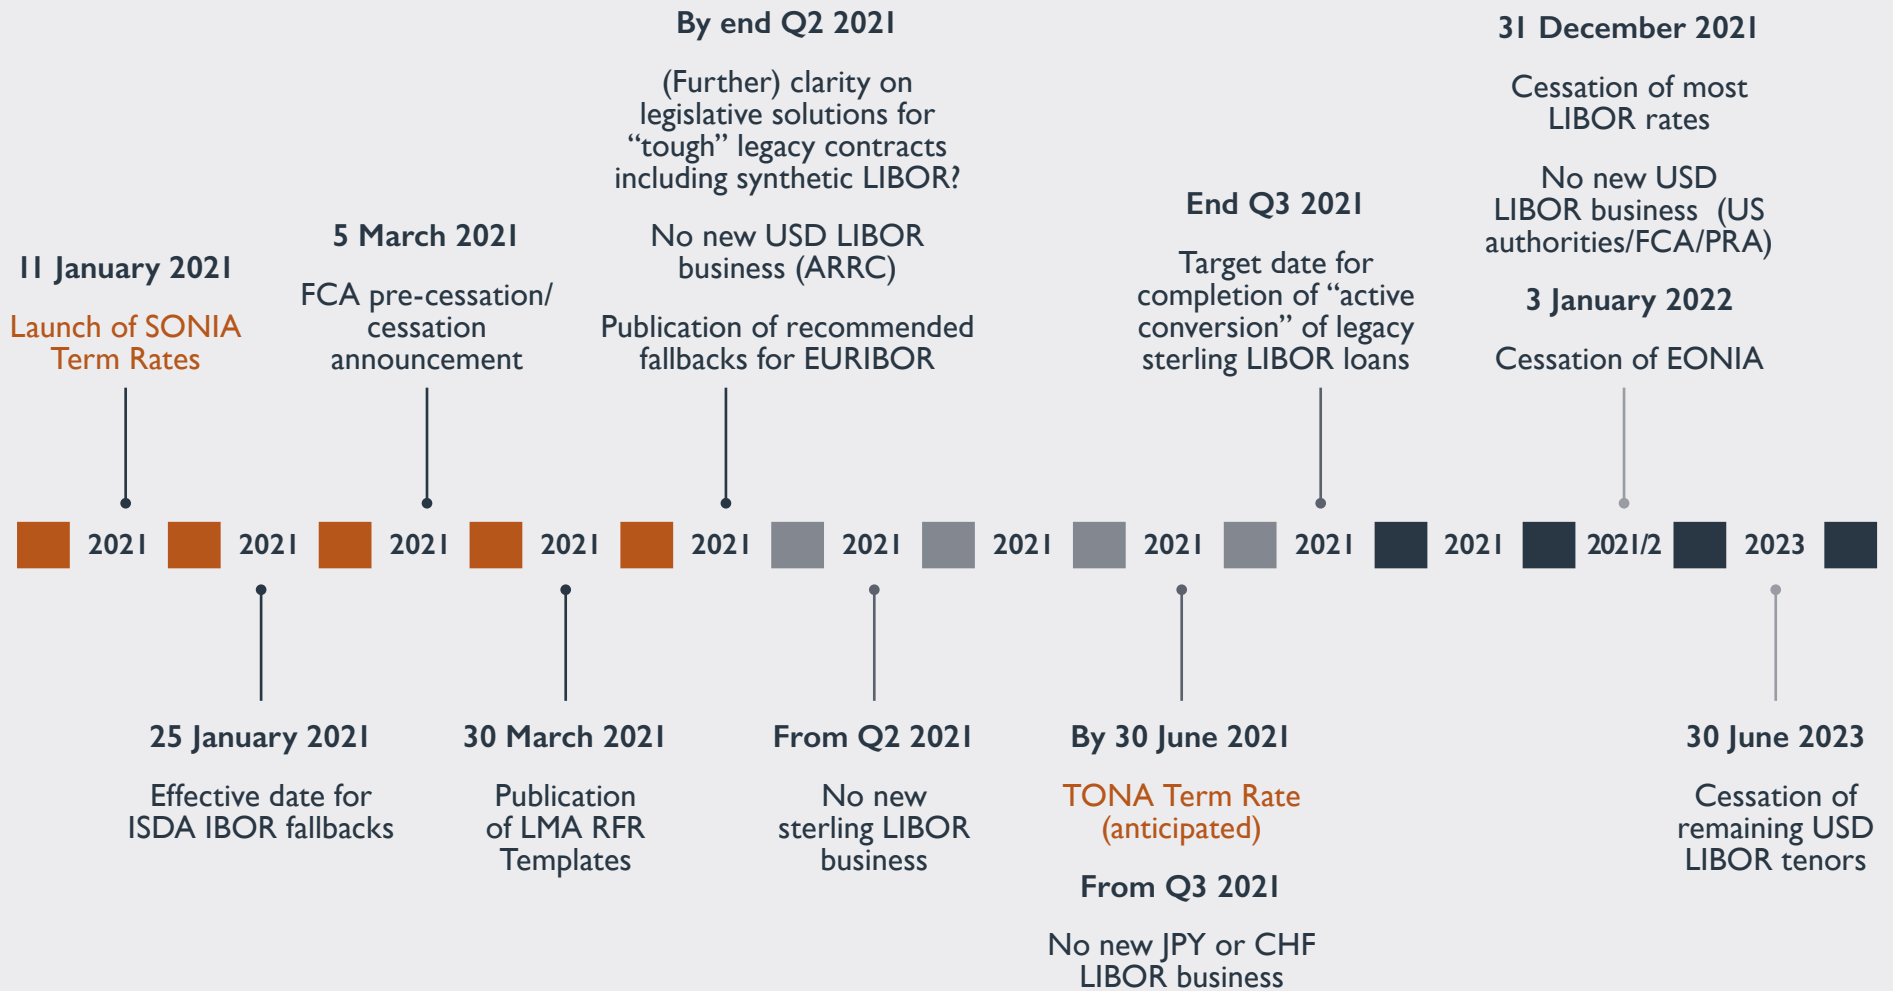 11 January 2021
Launch of SONIA
Term Rates
5 March 2021
FCA pre-cessation/
cessation
announcement
By end Q2 2021
(Further) clarity on
legislative solutions for
“tough” legacy contracts
including synthetic LIBOR?
No new USD LIBOR
business (ARRC)
Publication of recommended
fallbacks for EURIBOR
End Q3 2021
Target date for
completion of “active
conversion” of legacy
sterling LIBOR loans
31 December 2021
Cessation of most
LIBOR rates
No new USD
LIBOR business (US
authorities/FCA/PRA)
3 January 2022
Cessation of EONIA
2021 2021 2021 2021 2021 2021 2021 2021 2021 2021 2021/2 2023
25 January 2021
Effective date for
ISDA IBOR fallbacks
30 March 2021
Publication
of LMA RFR
Templates
From Q2 2021
No new
sterling LIBOR
business
By 30 June 2021
TONA Term Rate
(anticipated)
From Q3 2021
No new JPY or CHF
LIBOR business
30 June 2023
Cessation of
remaining USD
LIBOR tenors